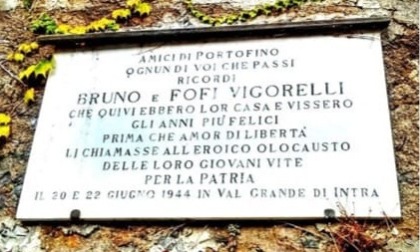 AMICI DI PORTOFINO
OGNUN DI VOI CHE PASSI
RICORDI
BRUNO E FOFI VIGORELLI
CHE QUIVI EBBERO LOR CASA E VISSERO
GLI ANNI PIÙ FELICI
PRIMA CHE AMOR DI LIBERTÀ
LI CHIAMASSE ALL'EROICO OLOCAUSTO
DELLE LORO GIOVANI VITE
PER LA PATRIA
IL 20 E 22 GIUGNO 1944 IN VAL GRANDE DI INTRA